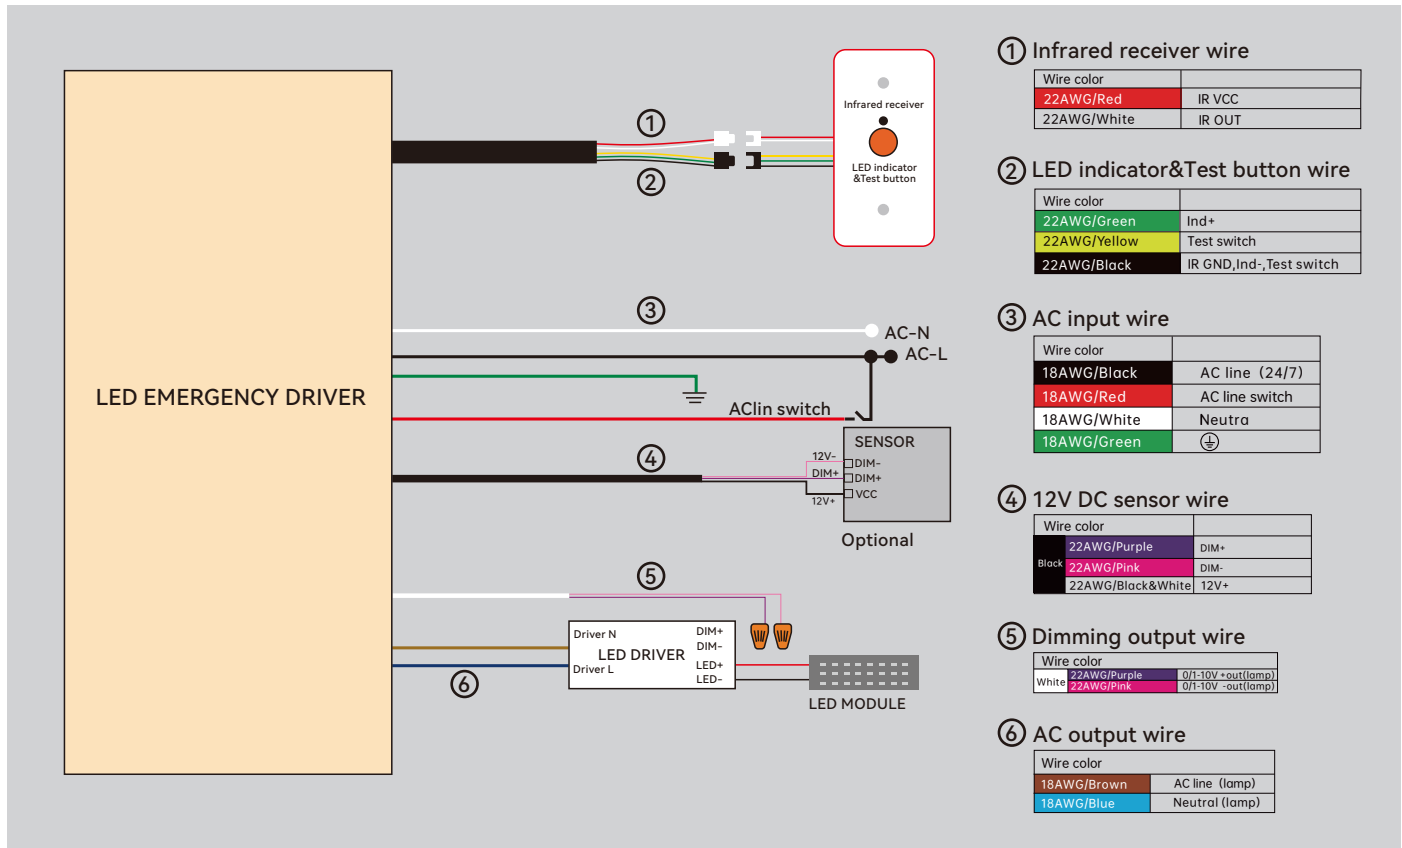 LED EMERGENCY DRIVER
①
②
Infrared receiver
LED indicator
&Test button
③
AC-N
AC-L
AClin switch
④
12V-
DIM+
12V+
SENSOR
DIM-
DIM+
VCC
Optional
⑤
Driver N
LED DRIVER
Driver L
DIM+
DIM-
LED+
LED-
⑥
LED MODULE
① Infrared receiver wire
Wire color
22AWG/Red IR VCC
22AWG/White IR OUT
② LED indicator&Test button wire
Wire color
22AWG/Green Ind+
22AWG/Yellow Test switch
22AWG/Black IR GND,Ind-,Test switch
③ AC input wire
Wire color
18AWG/Black AC line (24/7)
18AWG/Red AC line switch
18AWG/White Neutra
18AWG/Green
④ 12V DC sensor wire
Wire color
Black
22AWG/Purple DIM+
22AWG/Pink DIM-
22AWG/Black&White 12V+
⑤ Dimming output wire
Wire color
White
22AWG/Purple 0/1-10V +out(lamp)
22AWG/Pink 0/1-10V -out(lamp)
⑥ AC output wire
Wire color
18AWG/Brown AC line (lamp)
18AWG/Blue Neutral (lamp)